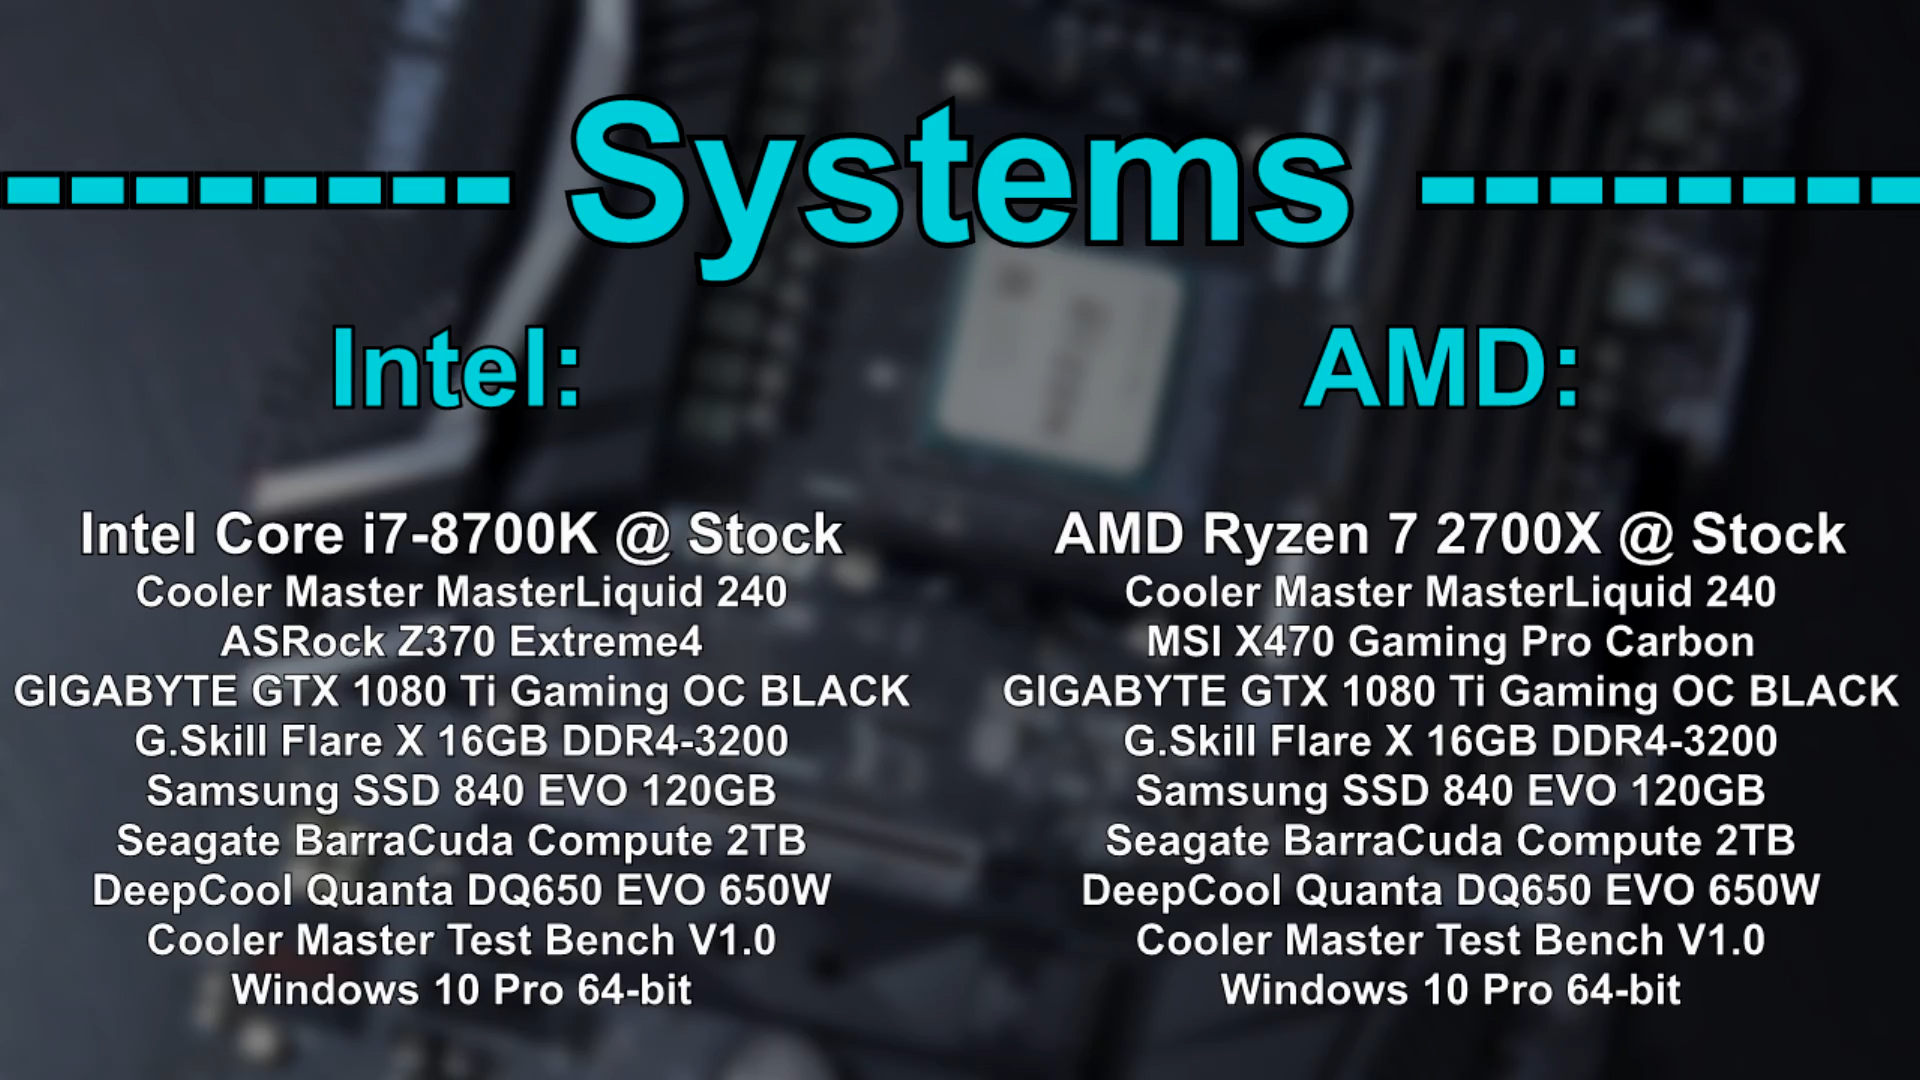 -------- Systems --------
Intel:
Intel Core i7-8700K @ Stock
Cooler Master MasterLiquid 240
ASRock Z370 Extreme4
GIGABYTE GTX 1080 Ti Gaming OC BLACK
G.Skill Flare X 16GB DDR4-3200
Samsung SSD 840 EVO 120GB
Seagate BarraCuda Compute 2TB
DeepCool Quanta DQ650 EVO 650W
Cooler Master Test Bench V1.0
Windows 10 Pro 64-bit
AMD:
AMD Ryzen 7 2700X @ Stock
Cooler Master MasterLiquid 240
MSI X470 Gaming Pro Carbon
GIGABYTE GTX 1080 Ti Gaming OC BLACK
G.Skill Flare X 16GB DDR4-3200
Samsung SSD 840 EVO 120GB
Seagate BarraCuda Compute 2TB
DeepCool Quanta DQ650 EVO 650W
Cooler Master Test Bench V1.0
Windows 10 Pro 64-bit